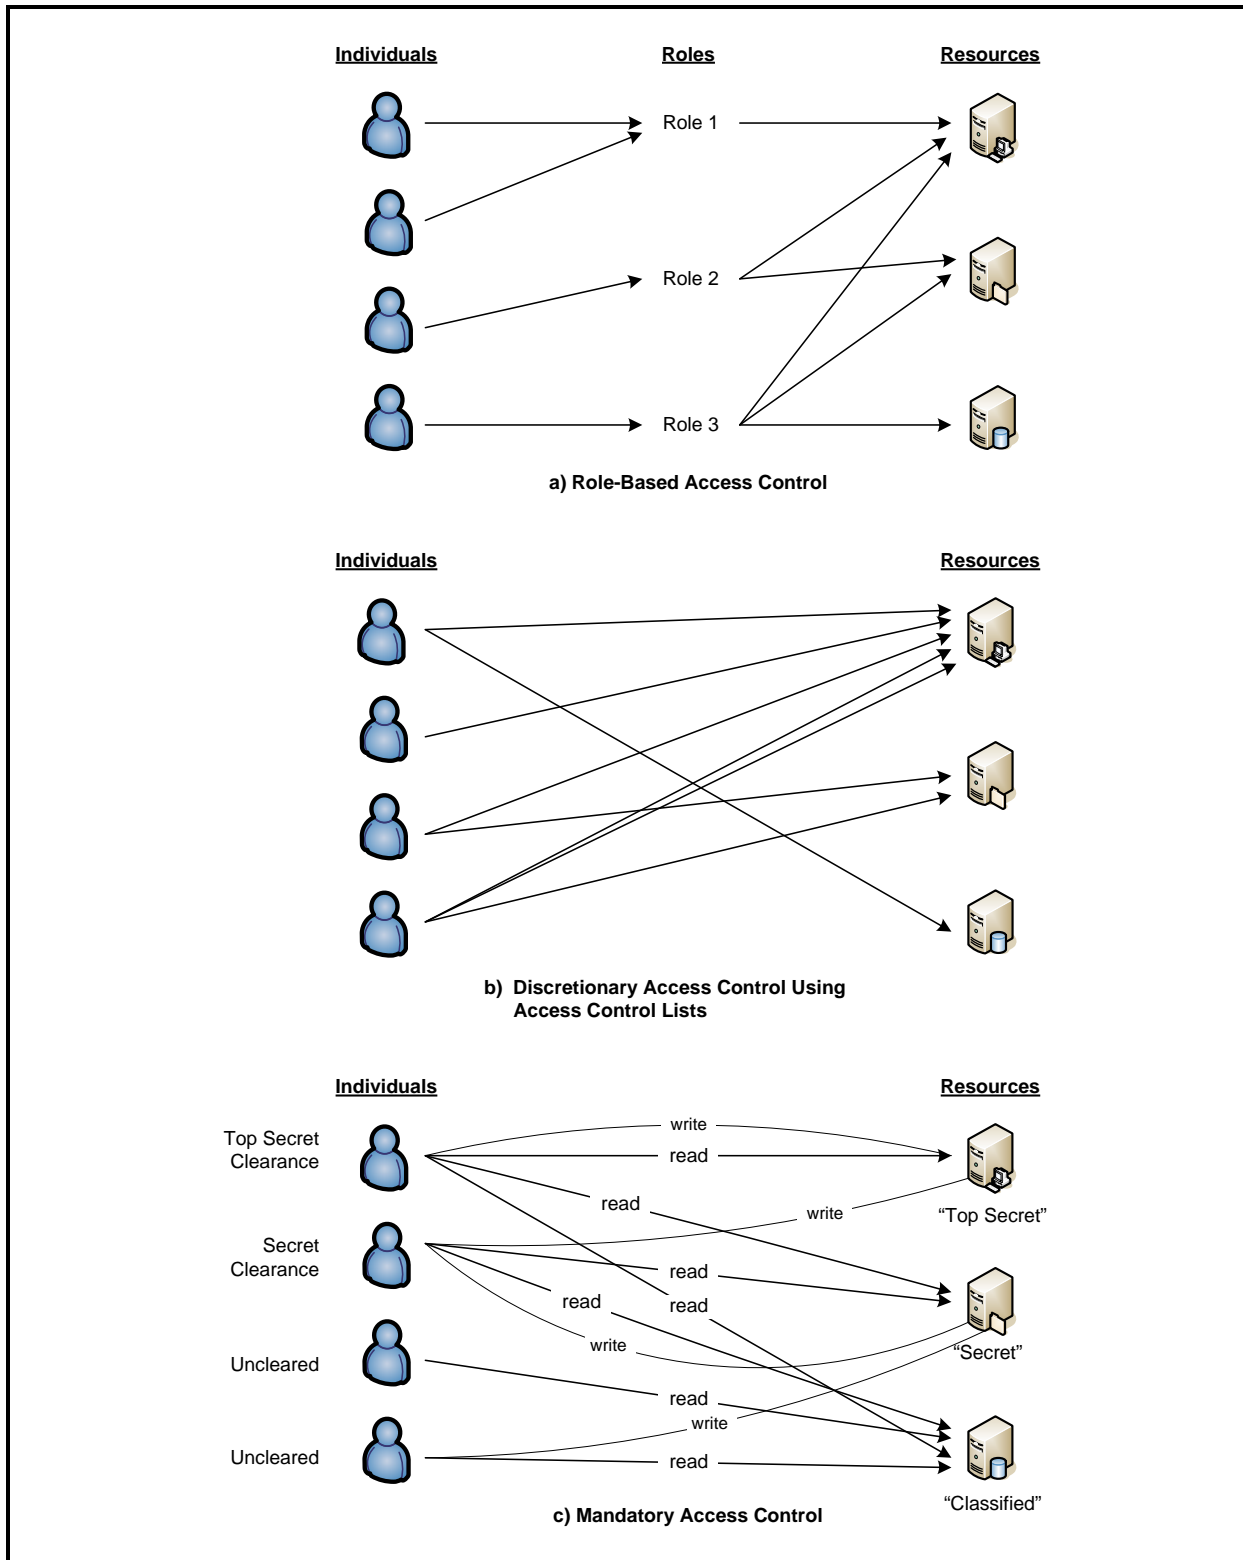 Individuals Roles Resources
Role 1
Role 2
Role 3
a) Role-Based Access Control
Individuals Resources
b) Discretionary Access Control Using
Access Control Lists
Individuals Resources
Top Secret
Clearance
write
read
read
write
“Top Secret”
Secret
Clearance
read
read
read
write
“Secret”
Uncleared
read
write
Uncleared
read
“Classified”
c) Mandatory Access Control